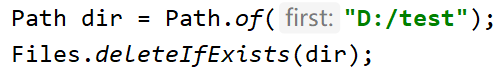 Path dir = Path.of( first: "D:/test");
Files.deleteIfExists(dir);